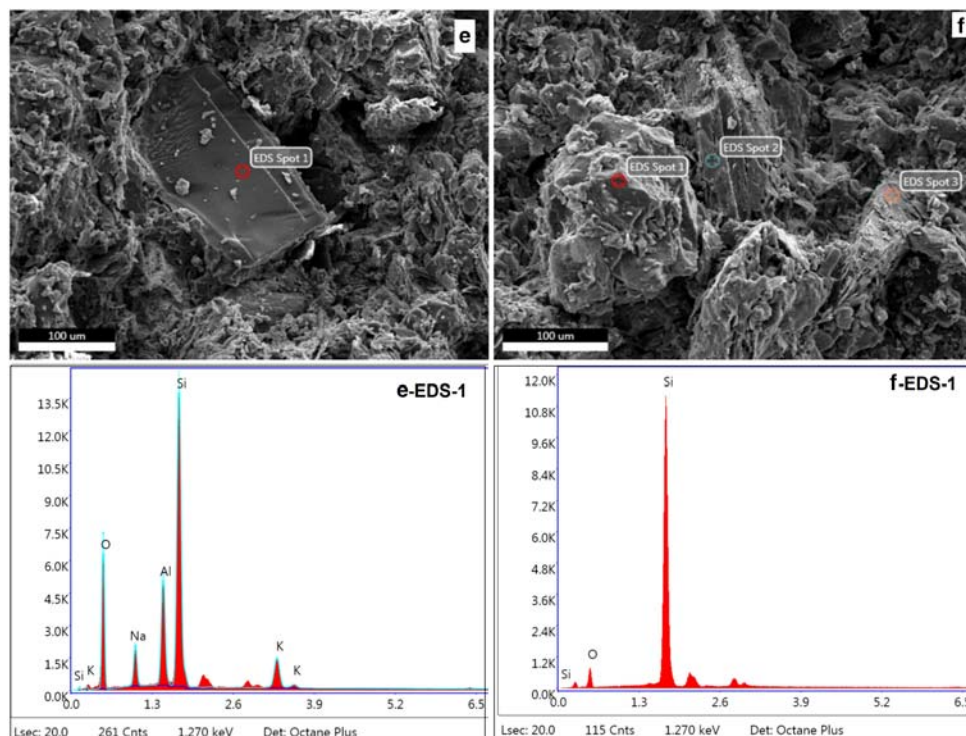 e
EDS Spot 1
100 um
f
EDS Spot 1
EDS Spot 2
EDS Spot 3
100 um
e-EDS-1
13.5K
12.0K
10.5K
7.5K
6.0K
4.5K
3.0K
1.5K
0.0K
Si
O
Al
Na
K
K
Si
K
0.0 1.3 2.6 3.9 5.2 6.5
Lsec: 20.0 261 Cnts 1.270 keV Det: Octane Plus
f-EDS-1
12.0K
10.8K
9.6K
8.4K
7.2K
6.0K
4.8K
3.6K
2.4K
1.2K
0.0K
Si
O
Si
0.0 1.3 2.6 3.9 5.2 6.5
Lsec: 20.0 115 Cnts 1.270 keV Det: Octane Plus